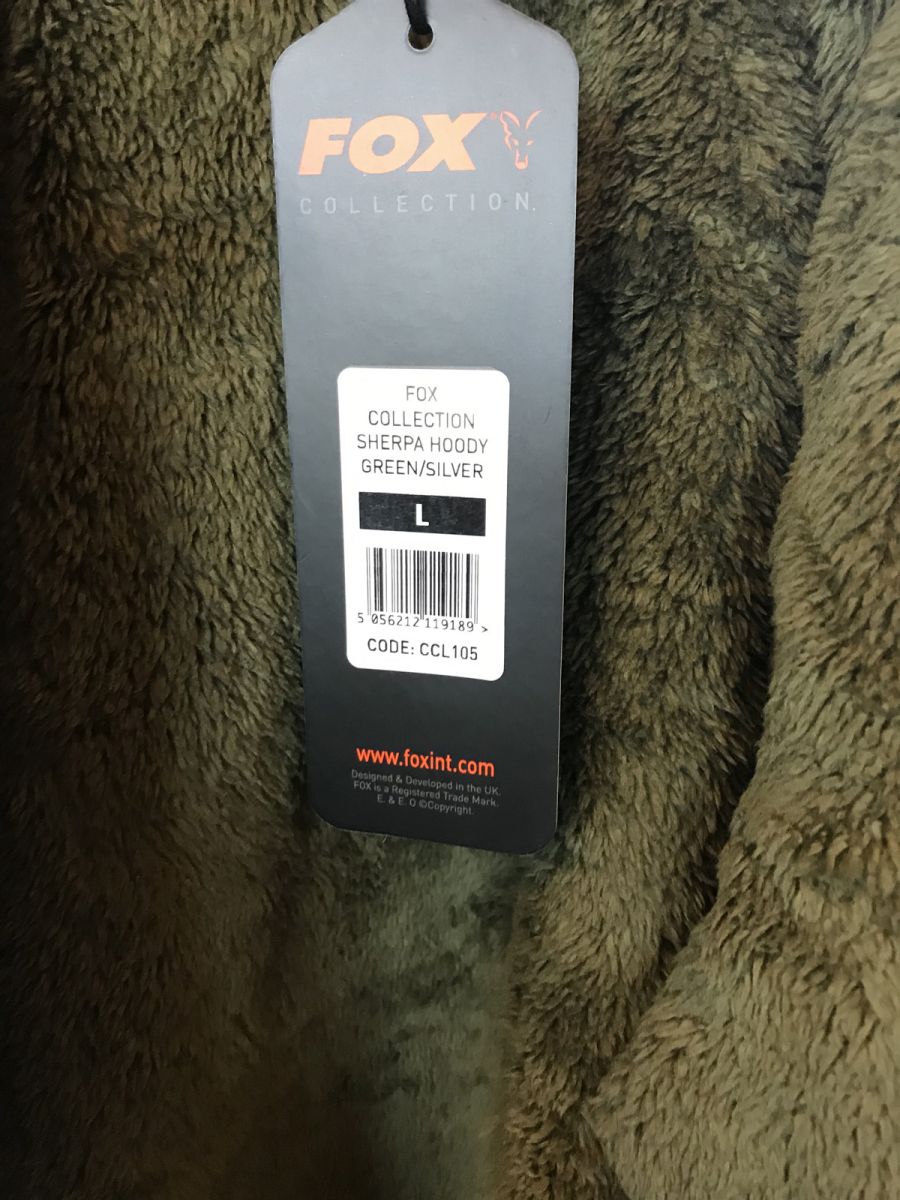 FOX®
COLLECTION.
FOX
COLLECTION
SHERPA HOODY
GREEN/SILVER
L
5 056212 119189 >
CODE: CCL105
www.foxint.com
Designed & Developed in the UK.
FOX is a Registered Trade Mark.
E. & E. O ©Copyright.